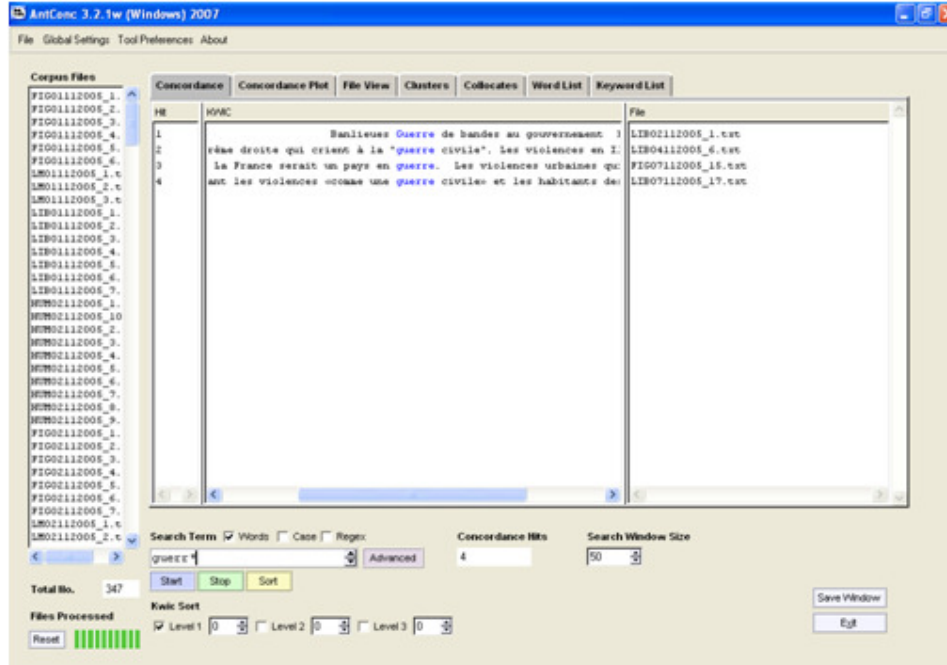 AntConc 3.2.1w (Windows) 2007
File Global Settings Tool Preferences About
Corpus Files
FIG01112005_1.
FIG01112005_2.
FIG01112005_3.
FIG01112005_4.
FIG01112005_5.
FIG01112005_6.
LM01112005_1.t
LM01112005_2.t
LM01112005_3.t
LIB01112005_1.
LIB01112005_2.
LIB01112005_3.
LIB01112005_4.
LIB01112005_5.
LIB01112005_6.
LIB01112005_7.
HUM02112005_1.
HUM02112005_10
HUM02112005_2.
HUM02112005_3.
HUM02112005_4.
HUM02112005_5.
HUM02112005_6.
HUM02112005_7.
HUM02112005_8.
HUM02112005_9.
FIG02112005_1.
FIG02112005_2.
FIG02112005_3.
FIG02112005_4.
FIG02112005_5.
FIG02112005_6.
FIG02112005_7.
LM02112005_1.t
LM02112005_2.t
Total No. 347
Files Processed
Reset
Concordance Concordance Plot File View Clusters Collocates Word List Keyword List
Hit KWIC File
1 Banlieues Guerre de bandes au gouvernement LIB02112005_1.txt
2 rême droite qui crient à la "guerre civile". Les violences en LIB04112005_6.txt
3 La France serait un pays en guerre. Les violences urbaines qu FIG07112005_15.txt
4 ant les violences «comme une guerre civile» et les habitants de LIB07112005_17.txt
Search Term Words Case Regex Concordance Hits Search Window Size
guerr* Advanced 4 50
Start Stop Sort
Kwic Sort
Level 1 0 Level 2 0 Level 3 0
Save Window
Exit